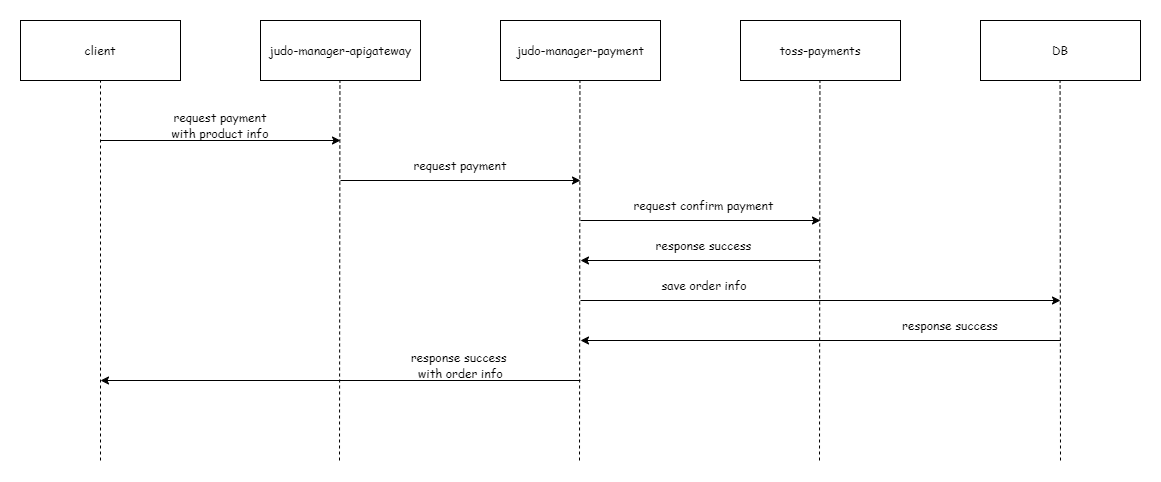 client
judo-manager-apigateway
judo-manager-payment
toss-payments
DB
request payment
with product info
request payment
request confirm payment
response success
save order info
response success
response success
with order info